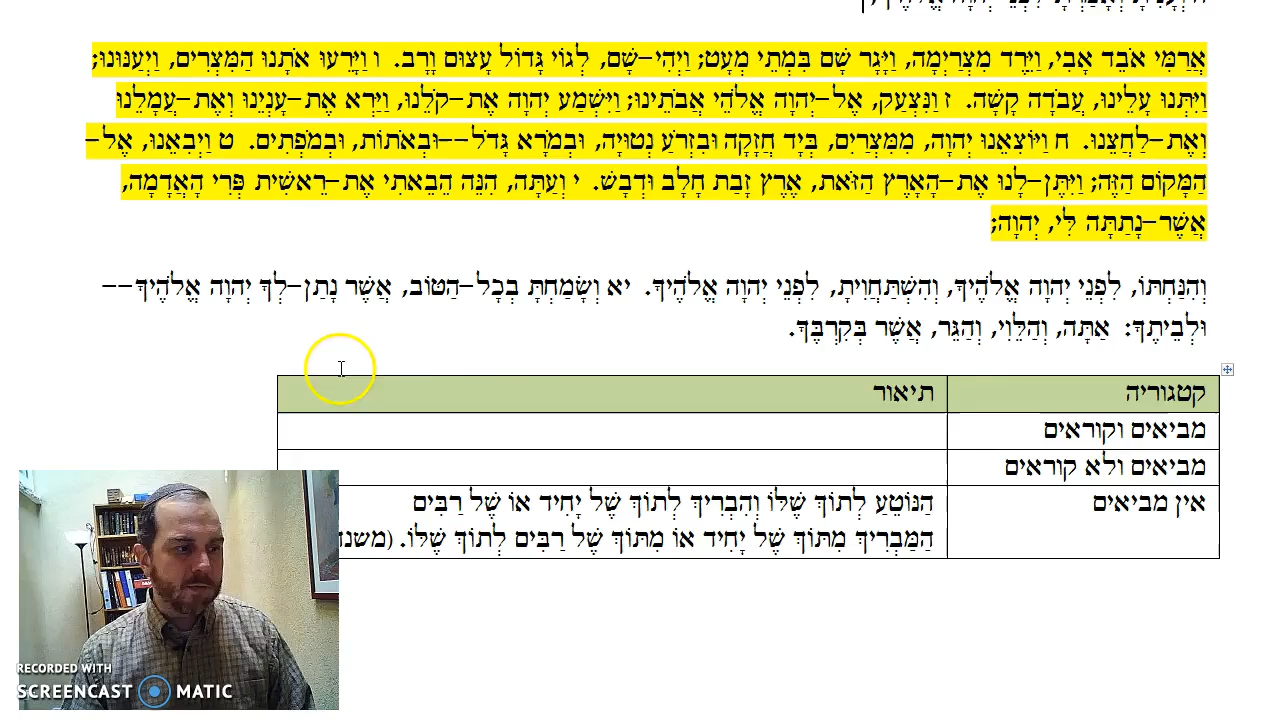 אֲרַמִּי אֹבֵד אָבִי, וַיֵּרֶד מִצְרַיְמָה, וַיָּגָר שָׁם בִּמְתֵי מְעָט; וַיְהִי-שָׁם, לְגוֹי גָּדוֹל עָצוּם וָרָב. ו וַיָּרֵעוּ אֹתָנוּ הַמִּצְרִים, וַיְעַנּוּנוּ;
וַיִּתְּנוּ עָלֵינוּ, עֲבֹדָה קָשָׁה. ז וַנִּצְעַק, אֶל-יְהוָה אֱלֹהֵי אֲבֹתֵינוּ; וַיִּשְׁמַע יְהוָה אֶת-קֹלֵנוּ, וַיַּרְא אֶת-עָנְיֵנוּ וְאֶת-עֲמָלֵנוּ
וְאֶת-לַחֲצֵנוּ. ח וַיּוֹצִאֵנוּ יְהוָה, מִמִּצְרַיִם, בְּיָד חֲזָקָה וּבִזְרֹעַ נְטוּיָה, וּבְמֹרָא גָּדֹל--וּבְאֹתוֹת, וּבְמֹפְתִים. ט וַיְבִאֵנוּ, אֶל-
הַמָּקוֹם הַזֶּה; וַיִּתֶּן-לָנוּ אֶת-הָאָרֶץ הַזֹּאת, אֶרֶץ זָבַת חָלָב וּדְבָשׁ. י וְעַתָּה, הִנֵּה הֵבֵאתִי אֶת-רֵאשִׁית פְּרִי הָאֲדָמָה,
אֲשֶׁר-נָתַתָּה לִּי, יְהוָה;
וְהִנַּחְתּוֹ, לִפְנֵי יְהוָה אֱלֹהֶיךָ, וְהִשְׁתַּחֲוִיתָ, לִפְנֵי יְהוָה אֱלֹהֶיךָ. יא וְשָׂמַחְתָּ בְכָל-הַטּוֹב, אֲשֶׁר נָתַן-לְךָ יְהוָה אֱלֹהֶיךָ--
וּלְבֵיתֶךָ: אַתָּה, וְהַלֵּוִי, וְהַגֵּר, אֲשֶׁר בְּקִרְבֶּךָ.
קטגוריה תיאור
מביאים וקוראים
מביאים ולא קוראים
אין מביאים הַנּוֹטֵעַ לְתוֹךְ שֶׁלּוֹ וְהִבְרִיךְ לְתוֹךְ שֶׁל יָחִיד אוֹ שֶׁל רַבִּים
הַמַּבְרִיךְ מִתּוֹךְ שֶׁל יָחִיד אוֹ מִתּוֹךְ שֶׁל רַבִּים לְתוֹךְ שֶׁלּוֹ. (משנה
RECORDED WITH
SCREENCAST MATIC